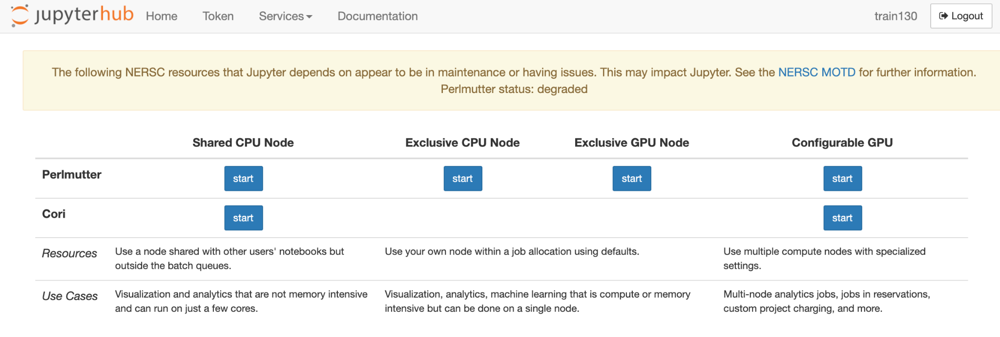 jupyterhub Home Token Services Documentation train130 Logout
The following NERSC resources that Jupyter depends on appear to be in maintenance or having issues. This may impact Jupyter. See the NERSC MOTD for further information.
Perlmutter status: degraded
Shared CPU Node Exclusive CPU Node Exclusive GPU Node Configurable GPU
Perlmutter start start start start
Cori start start
Resources Use a node shared with other users' notebooks but outside the batch queues. Use your own node within a job allocation using defaults. Use multiple compute nodes with specialized settings.
Use Cases Visualization and analytics that are not memory intensive and can run on just a few cores. Visualization, analytics, machine learning that is compute or memory intensive but can be done on a single node. Multi-node analytics jobs, jobs in reservations, custom project charging, and more.